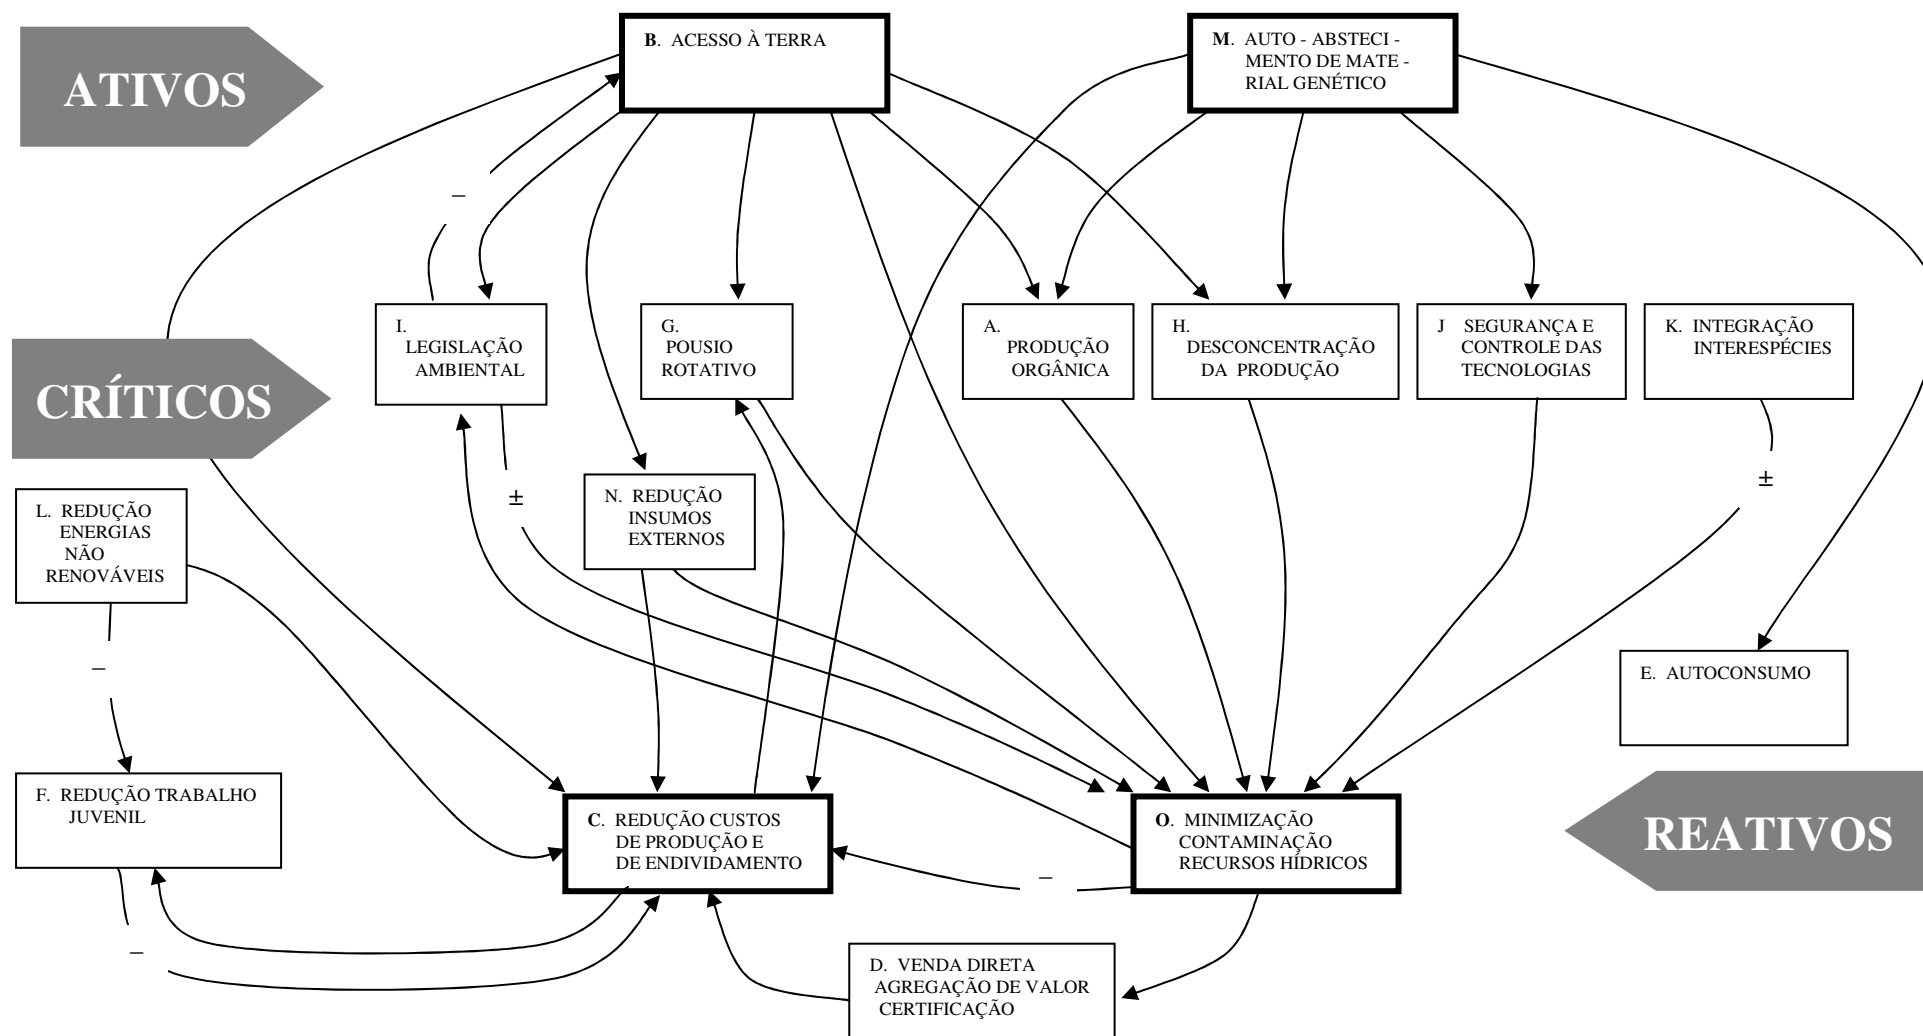 ATIVOS
B. ACESSO À TERRA
M. AUTO - ABSTECI -
MENTO DE MATE -
RIAL GENÉTICO
–
I.
LEGISLAÇÃO
AMBIENTAL
G.
POUSIO
ROTATIVO
A.
PRODUÇÃO
ORGÂNICA
H.
DESCONCENTRAÇÃO
DA PRODUÇÃO
J SEGURANÇA E
CONTROLE DAS
TECNOLOGIAS
K. INTEGRAÇÃO
INTERESPÉCIES
CRÍTICOS
±
±
L. REDUÇÃO
ENERGIAS
NÃO
RENOVÁVEIS
N. REDUÇÃO
INSUMOS
EXTERNOS
–
E. AUTOCONSUMO
F. REDUÇÃO TRABALHO
JUVENIL
C. REDUÇÃO CUSTOS
DE PRODUÇÃO E
DE ENDIVIDAMENTO
O. MINIMIZAÇÃO
CONTAMINAÇÃO
RECURSOS HÍDRICOS
REATIVOS
–
–
D. VENDA DIRETA
AGREGAÇÃO DE VALOR
CERTIFICAÇÃO